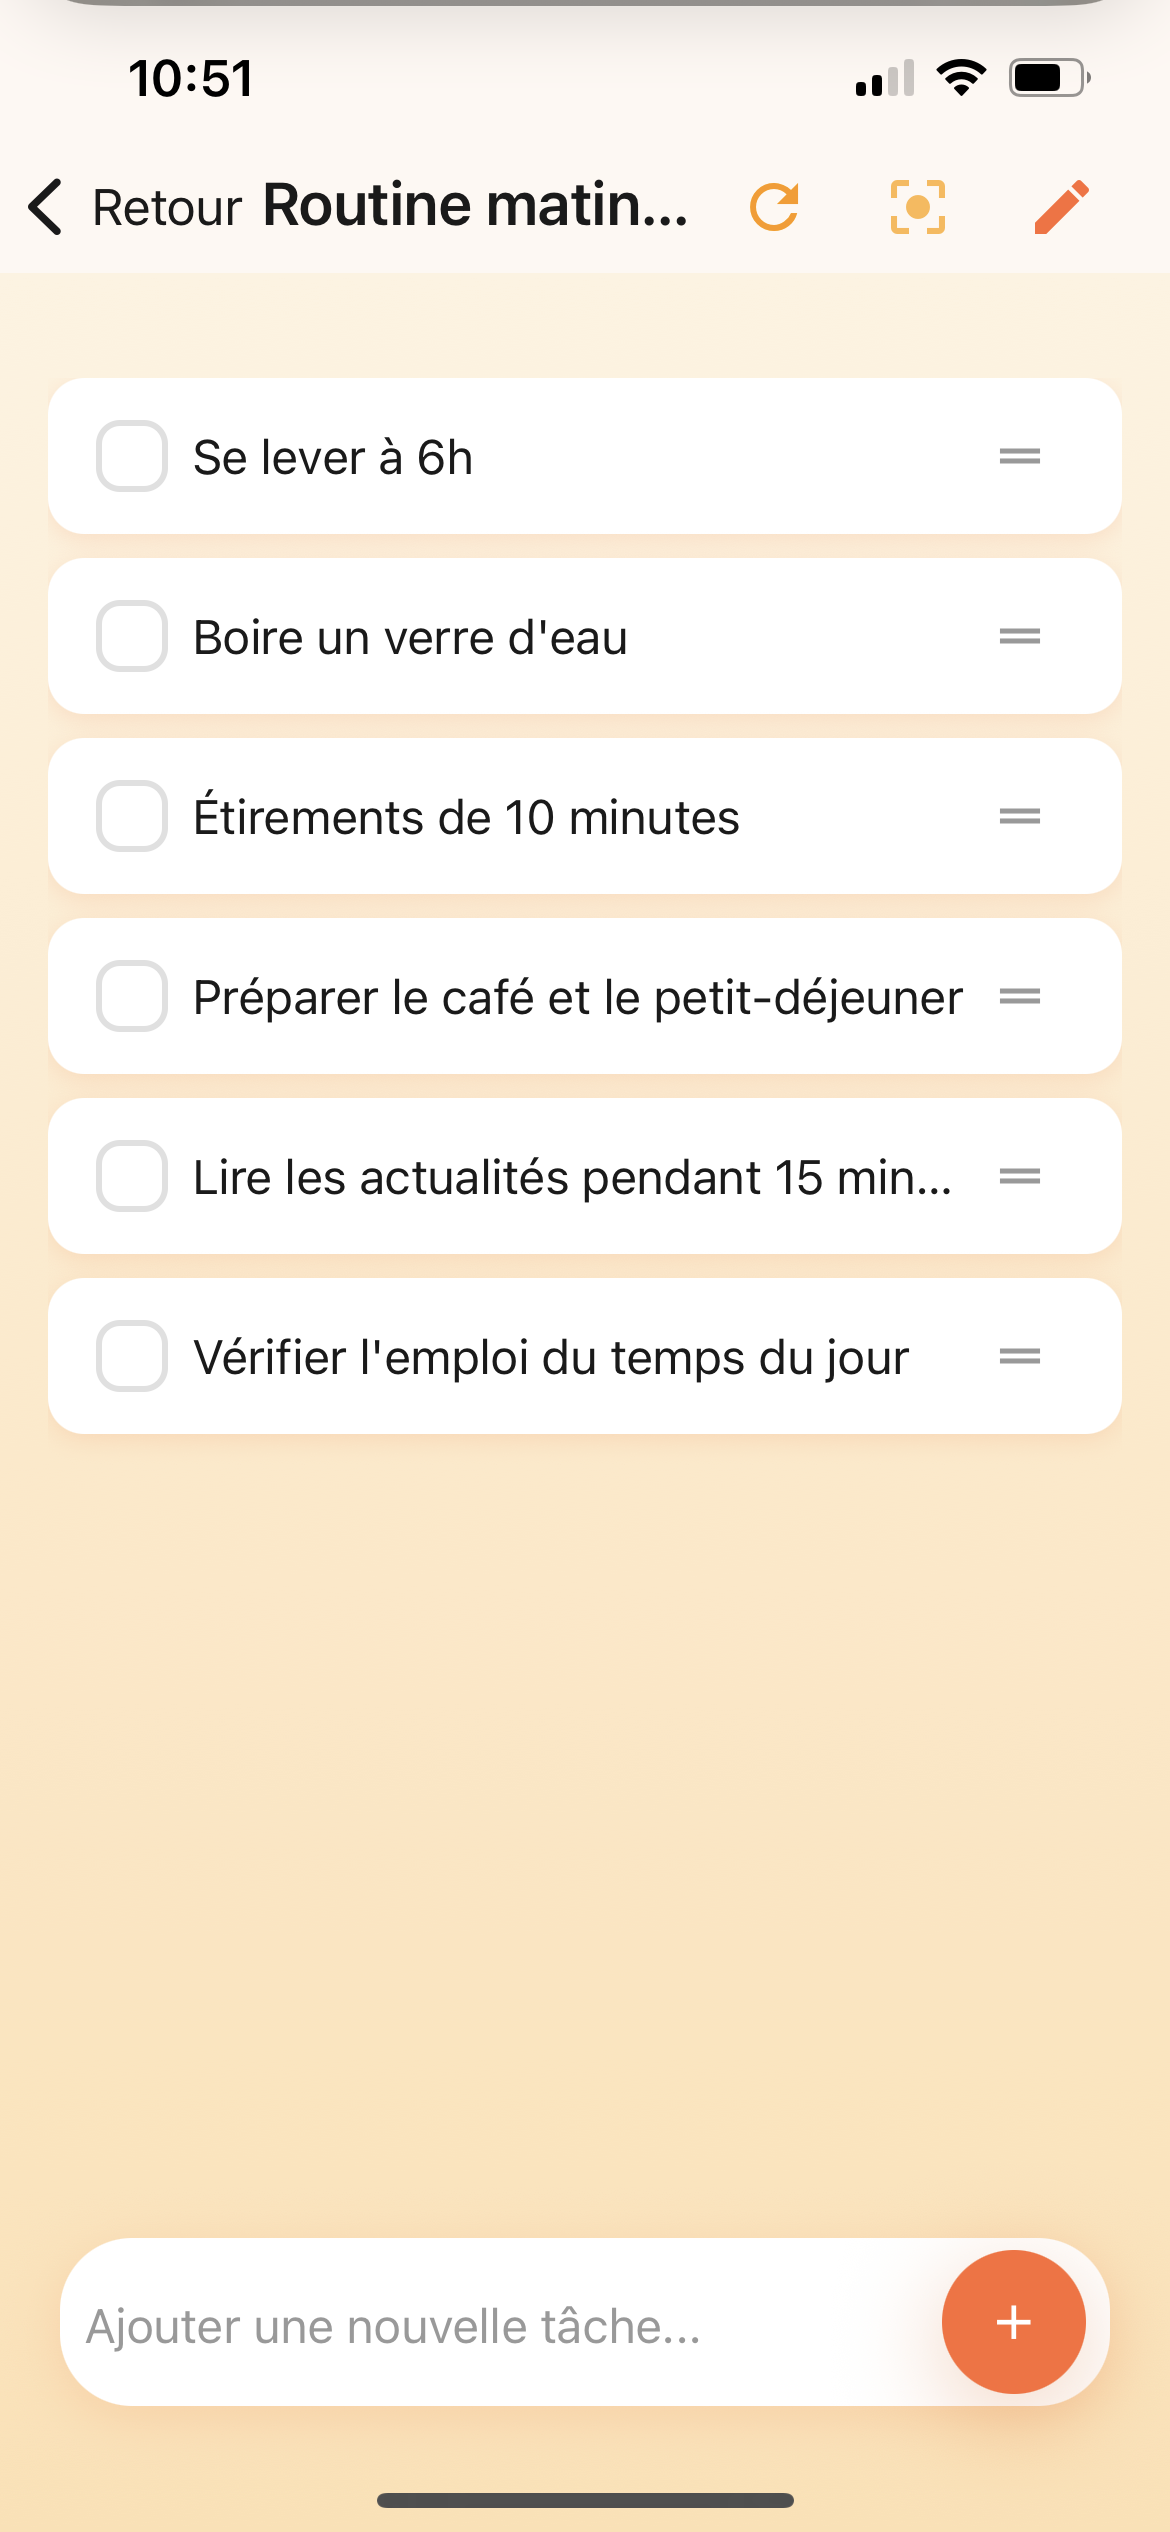 10:51
Retour Routine matin...
Se lever à 6h
Boire un verre d'eau
Étirements de 10 minutes
Préparer le café et le petit-déjeuner
Lire les actualités pendant 15 min...
Vérifier l'emploi du temps du jour
Ajouter une nouvelle tâche...